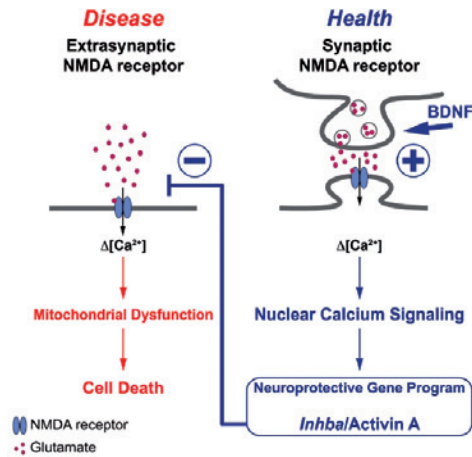 Disease
Extrasynaptic
NMDA receptor
−
Δ[Ca²⁺]
Mitochondrial Dysfunction
Cell Death
NMDA receptor
Glutamate
Health
Synaptic
NMDA receptor
BDNF
+
Δ[Ca²⁺]
Nuclear Calcium Signaling
Neuroprotective Gene Program
Inhba/Activin A